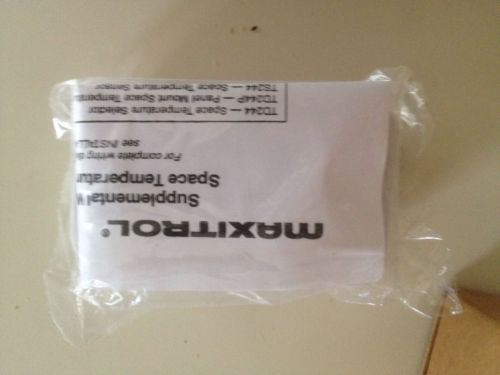 MAXITROL®
Supplemental W
Space Temperatur
For complete wiring
see INSTALL
TD244 — Space Temperature Selector
TD244P — Panel Mount Space Temperat
TS244 — Space Temperature Sensor